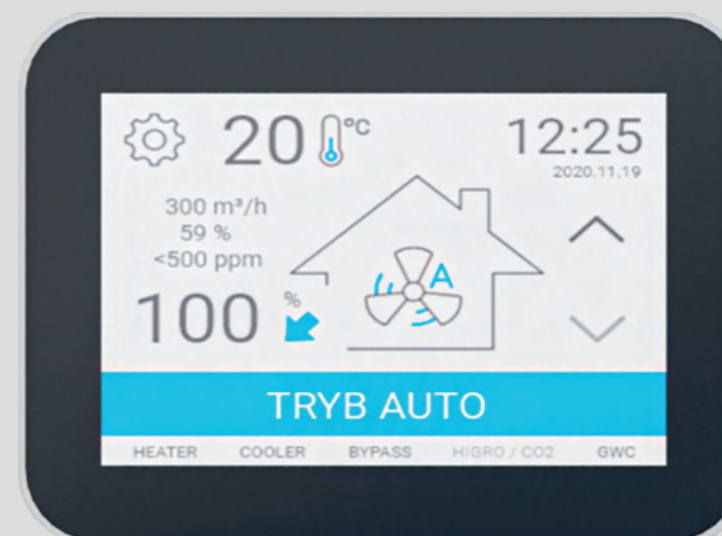 20 °C
12:25
2020.11.19
300 m³/h
59 %
<500 ppm
100 %
A
TRYB AUTO
HEATER COOLER BYPASS HIGRO / CO2 GWC